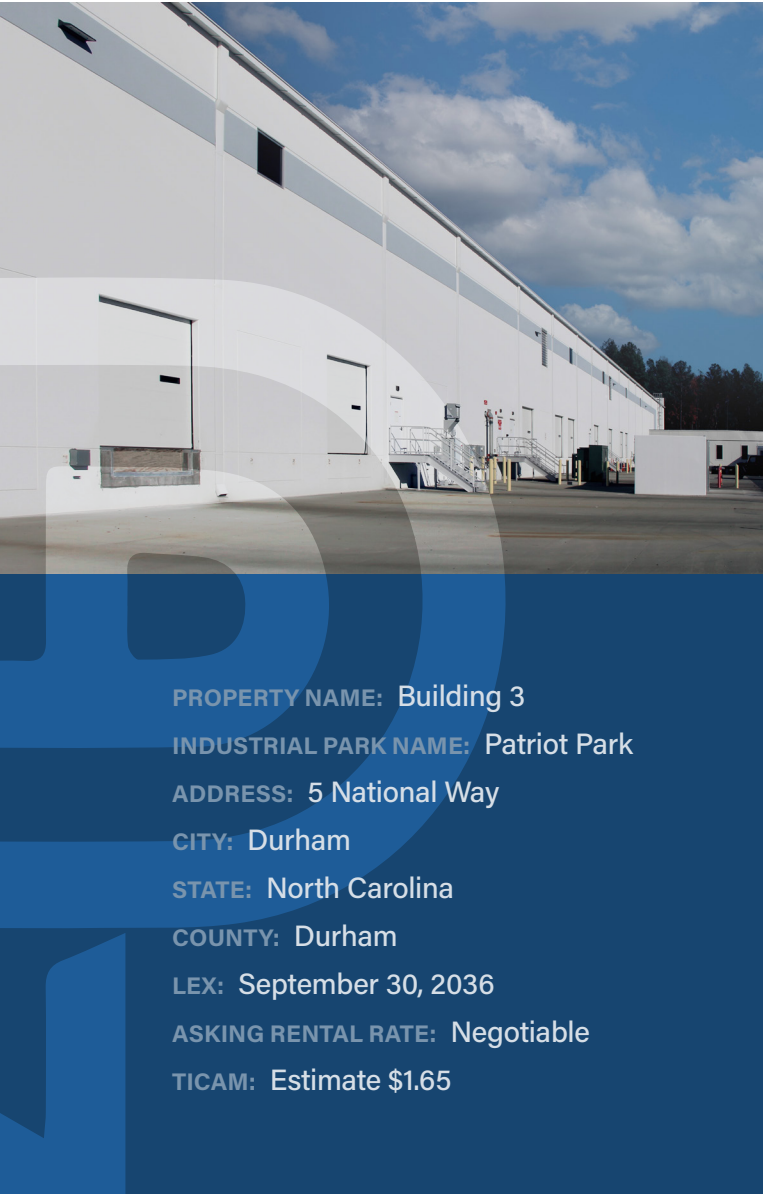 PROPERTY NAME: Building 3
INDUSTRIAL PARK NAME: Patriot Park
ADDRESS: 5 National Way
CITY: Durham
STATE: North Carolina
COUNTY: Durham
LEX: September 30, 2036
ASKING RENTAL RATE: Negotiable
TICAM: Estimate $1.65